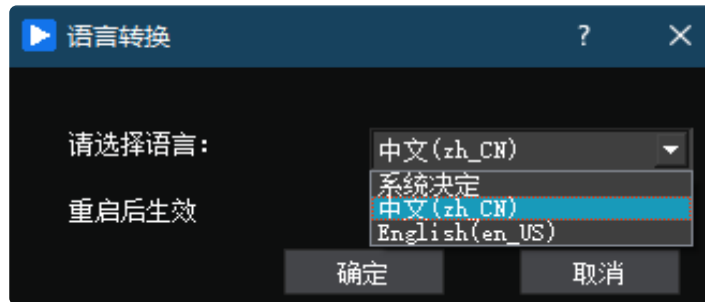 语言转换
请选择语言:
中文(zh_CN)
系统决定
中文(zh_CN)
English(en_US)
重启后生效
确定
取消